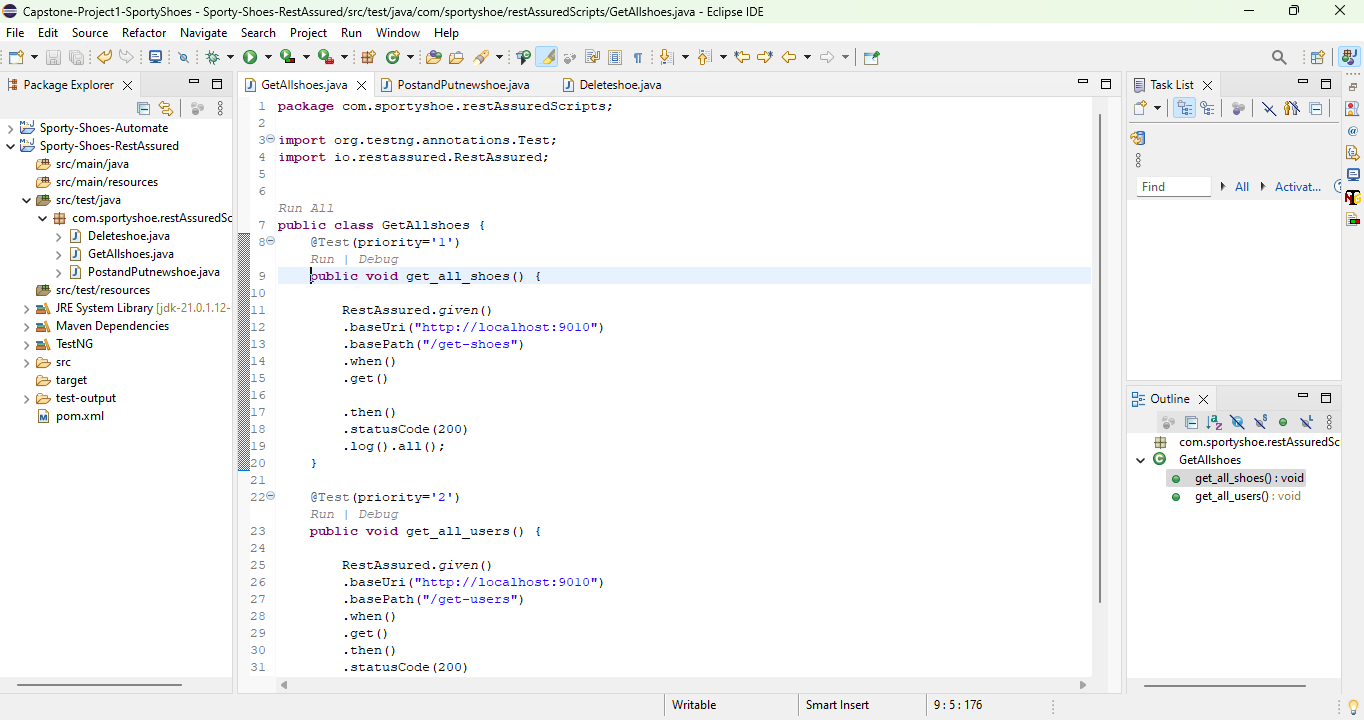 Capstone-Project1-SportyShoes - Sporty-Shoes-RestAssured/src/test/java/com/sportyshoe/restAssuredScripts/GetAllshoes.java - Eclipse IDE
File Edit Source Refactor Navigate Search Project Run Window Help
Package Explorer
Sporty-Shoes-Automate
Sporty-Shoes-RestAssured
src/main/java
src/main/resources
src/test/java
com.sportyshoe.restAssuredSc
Deleteshoe.java
GetAllshoes.java
PostandPutnewshoe.java
src/test/resources
JRE System Library [jdk-21.0.1.12-
Maven Dependencies
TestNG
src
target
test-output
pom.xml
GetAllshoes.java PostandPutnewshoe.java Deleteshoe.java
1 package com.sportyshoe.restAssuredScripts;
2
3 import org.testng.annotations.Test;
4 import io.restassured.RestAssured;
5
6
Run All
7 public class GetAllshoes {
8 @Test(priority='1')
Run | Debug
9 public void get_all_shoes() {
10
11 RestAssured.given()
12 .baseUri("http://localhost:9010")
13 .basePath("/get-shoes")
14 .when()
15 .get()
16
17 .then()
18 .statusCode(200)
19 .log().all();
20 }
21
22 @Test(priority='2')
Run | Debug
23 public void get_all_users() {
24
25 RestAssured.given()
26 .baseUri("http://localhost:9010")
27 .basePath("/get-users")
28 .when()
29 .get()
30 .then()
31 .statusCode(200)
Task List
Find All Activat...
Outline
com.sportyshoe.restAssuredSc
GetAllshoes
get_all_shoes() : void
get_all_users() : void
Writable Smart Insert 9 : 5 : 176